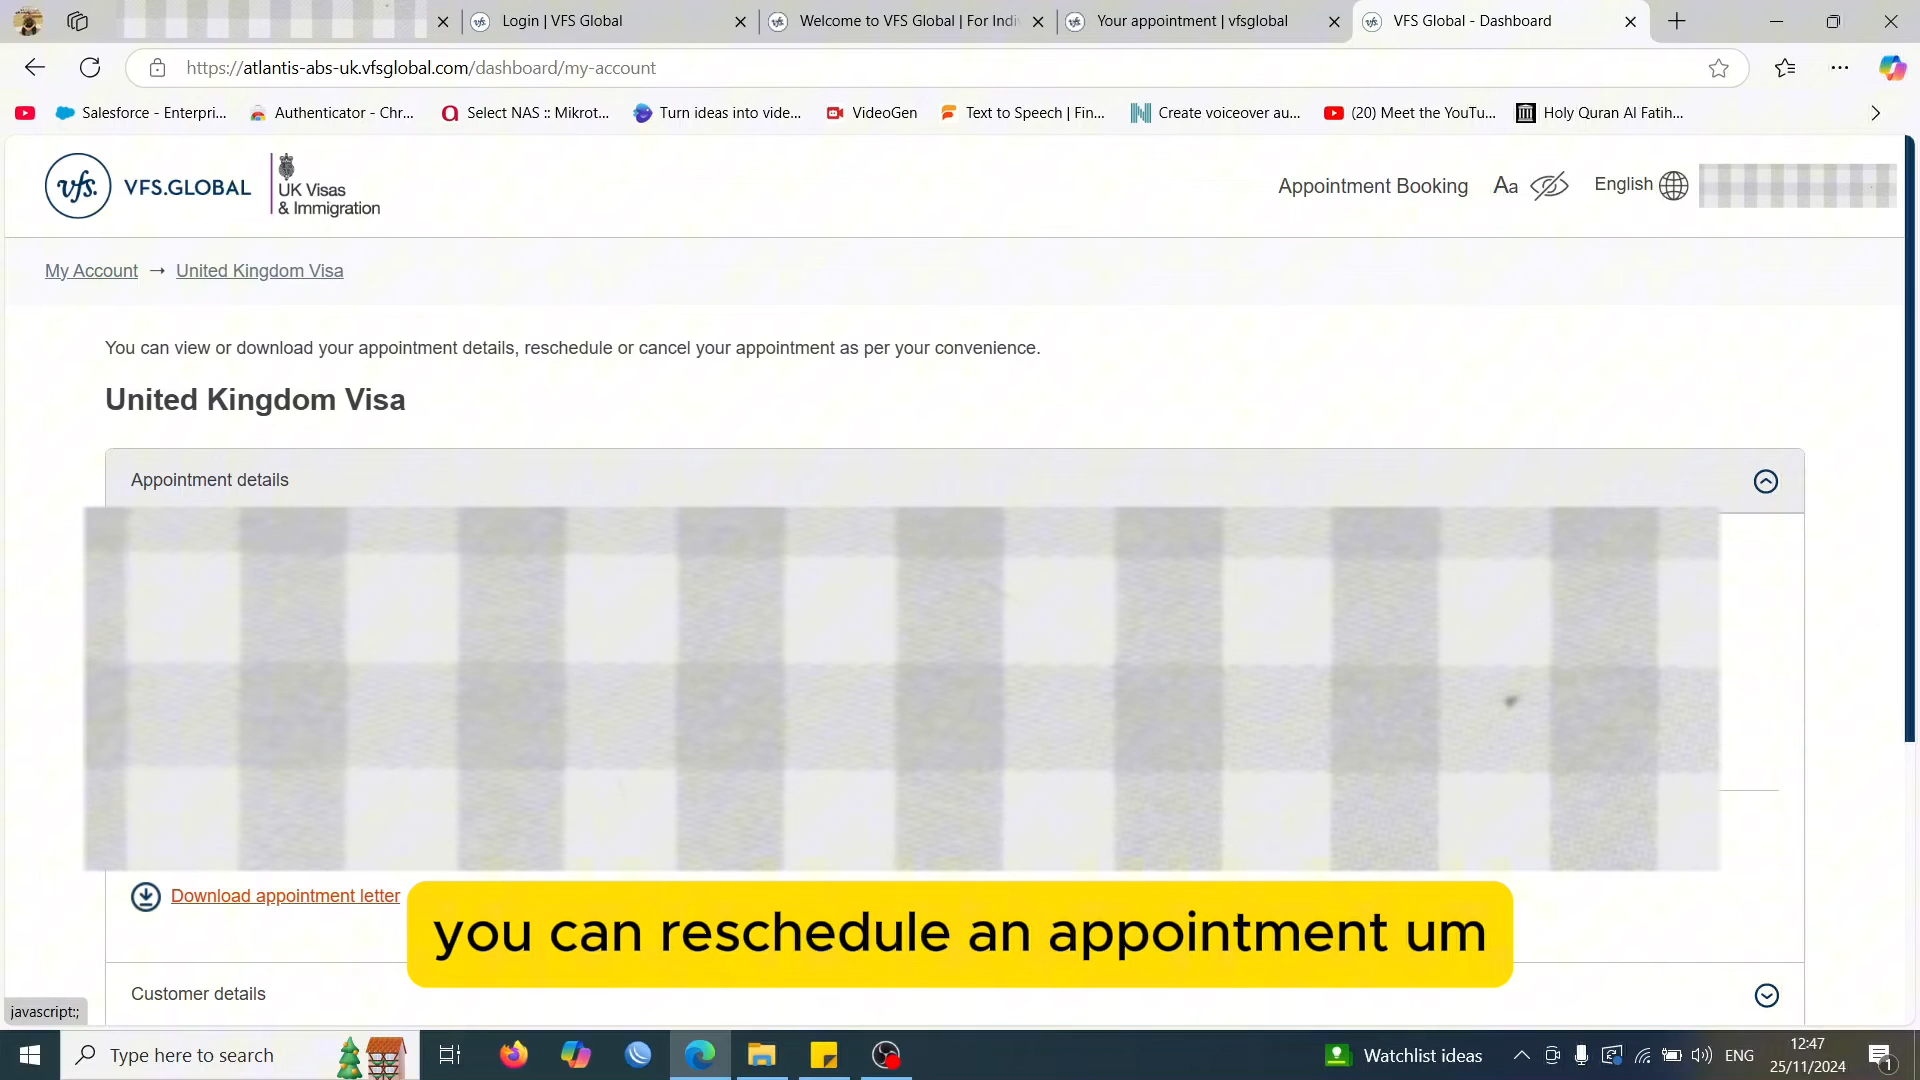 Login | VFS Global
Welcome to VFS Global | For Indi
Your appointment | vfsglobal
VFS Global - Dashboard
https://atlantis-abs-uk.vfsglobal.com/dashboard/my-account
Salesforce - Enterpri...
Authenticator - Chr...
Select NAS :: Mikrot...
Turn ideas into vide...
VideoGen
Text to Speech | Fin...
Create voiceover au...
(20) Meet the YouTu...
Holy Quran Al Fatih...
vfs.
VFS.GLOBAL
UK Visas
& Immigration
Appointment Booking
Aa
English
My Account → United Kingdom Visa
You can view or download your appointment details, reschedule or cancel your appointment as per your convenience.
United Kingdom Visa
Appointment details
Download appointment letter
you can reschedule an appointment um
Customer details
javascript:;
Type here to search
Watchlist ideas
ENG
12:47
25/11/2024
1